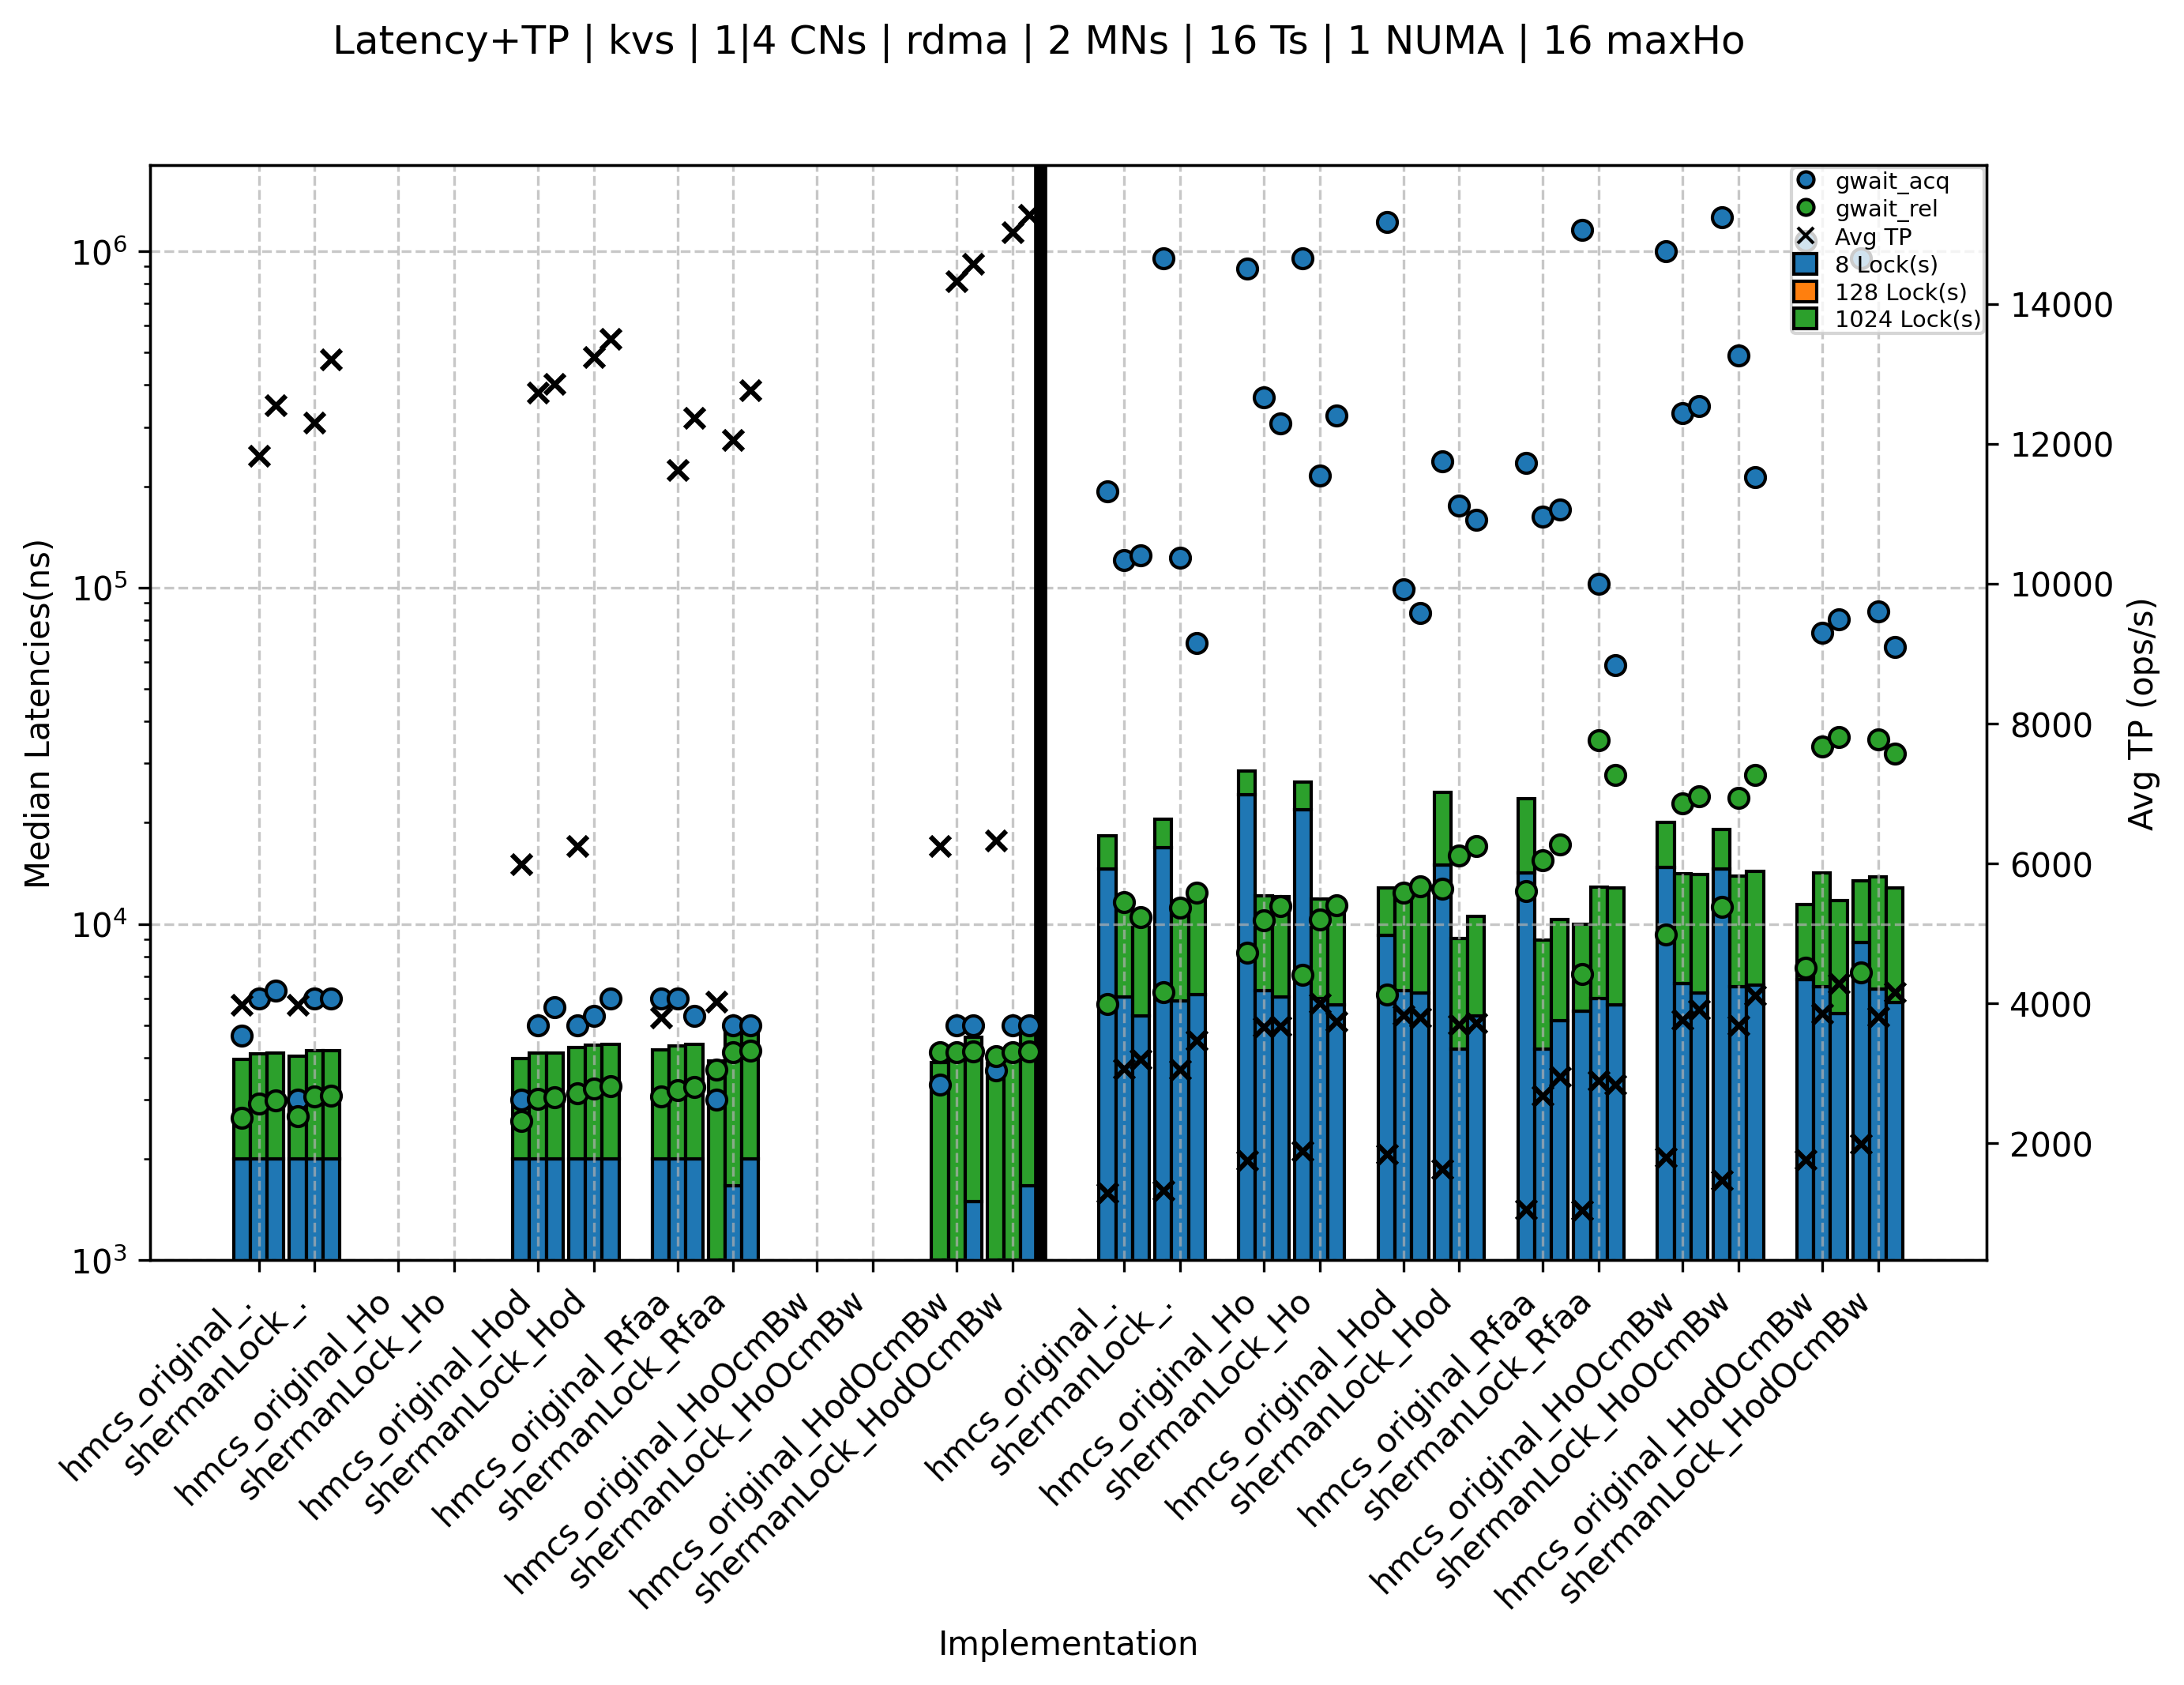 Latency+TP | kvs | 1|4 CNs | rdma | 2 MNs | 16 Ts | 1 NUMA | 16 maxHo
gwait_acq
gwait_rel
Avg TP
8 Lock(s)
128 Lock(s)
1024 Lock(s)
Median Latencies(ns)
10⁶
10⁵
10⁴
10³
14000
12000
10000
8000
6000
4000
2000
Avg TP (ops/s)
hmcs_original_.
shermanLock_.
hmcs_original_Ho
shermanLock_Ho
hmcs_original_Hod
shermanLock_Hod
hmcs_original_Rfaa
shermanLock_Rfaa
hmcs_original_HoOcmBw
shermanLock_HoOcmBw
hmcs_original_HodOcmBw
shermanLock_HodOcmBw
hmcs_original_.
shermanLock_.
hmcs_original_Ho
shermanLock_Ho
hmcs_original_Hod
shermanLock_Hod
hmcs_original_Rfaa
shermanLock_Rfaa
hmcs_original_HoOcmBw
shermanLock_HoOcmBw
hmcs_original_HodOcmBw
shermanLock_HodOcmBw
Implementation